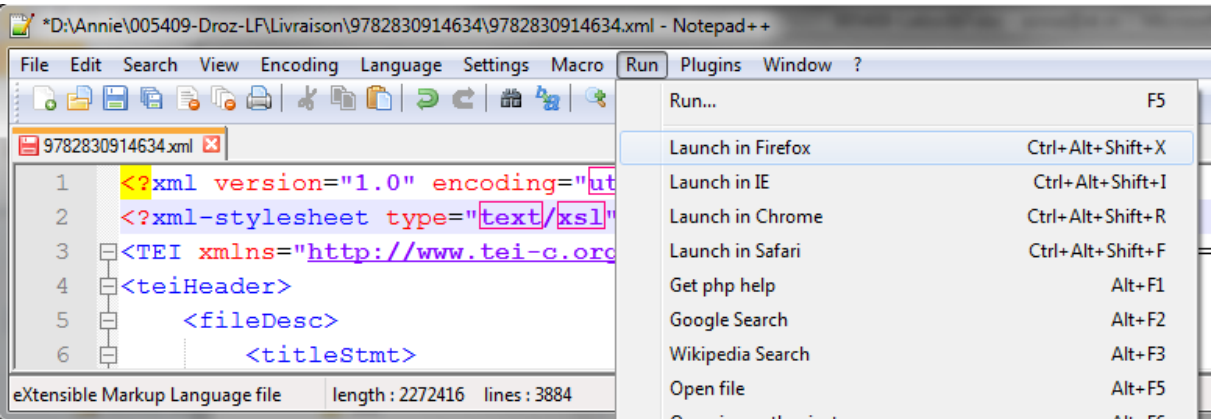 *D:\Annie\005409-Droz-LF\Livraison\9782830914634\9782830914634.xml - Notepad++
File Edit Search View Encoding Language Settings Macro Run Plugins Window ?
Run... F5
9782830914634.xml
Launch in Firefox Ctrl+Alt+Shift+X
Launch in IE Ctrl+Alt+Shift+I
Launch in Chrome Ctrl+Alt+Shift+R
Launch in Safari Ctrl+Alt+Shift+F
Get php help Alt+F1
Google Search Alt+F2
Wikipedia Search Alt+F3
Open file Alt+F5
1 <?xml version="1.0" encoding="ut
2 <?xml-stylesheet type="text/xsl"
3 <TEI xmlns="http://www.tei-c.org
4 <teiHeader>
5 <fileDesc>
6 <titleStmt>
eXtensible Markup Language file length : 2272416 lines : 3884